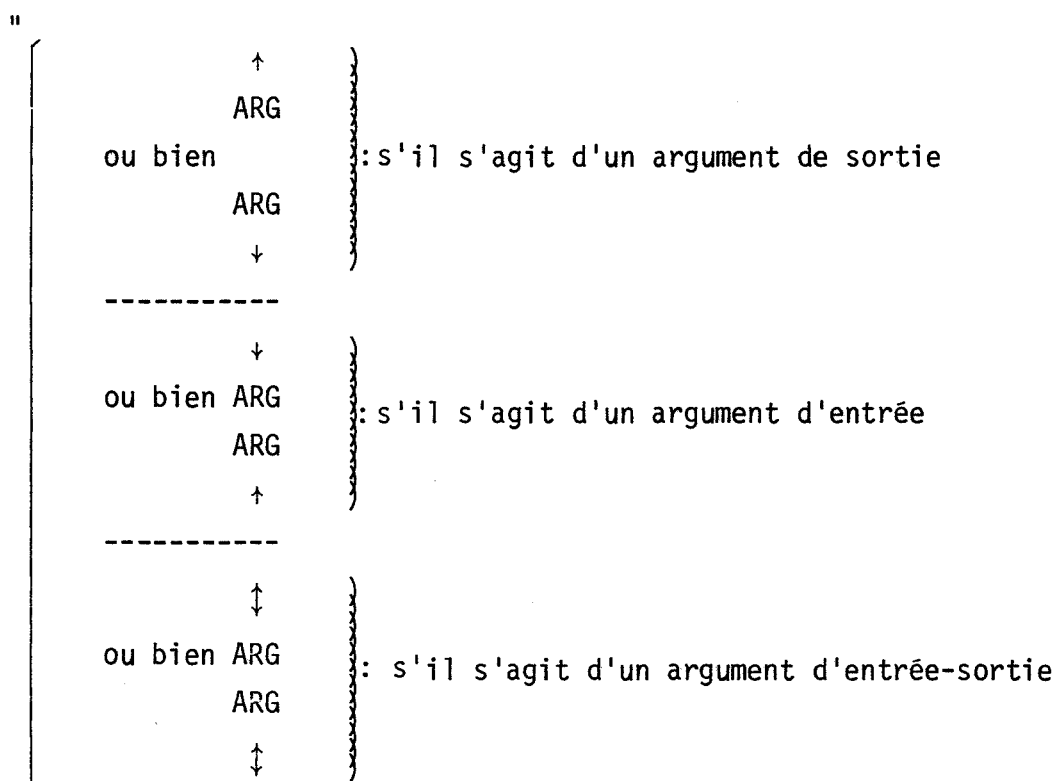 "
↑
ARG
ou bien :s'il s'agit d'un argument de sortie
ARG
↓
-----------
↓
ou bien ARG
: s'il s'agit d'un argument d'entrée
ARG
↑
-----------
↕
ou bien ARG
: s'il s'agit d'un argument d'entrée-sortie
ARG
↕